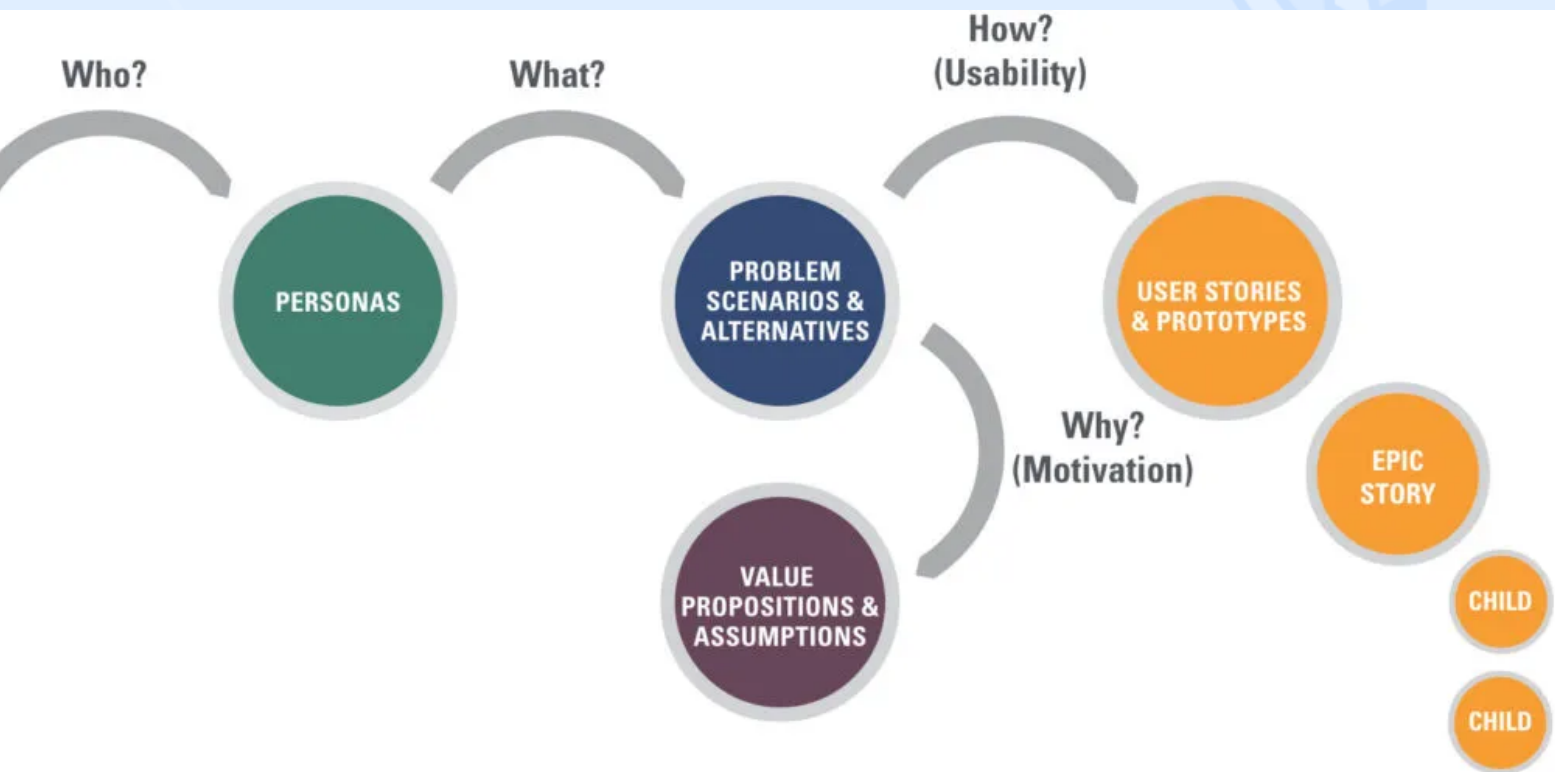 Who?
What?
How?
(Usability)
PERSONAS
PROBLEM
SCENARIOS &
ALTERNATIVES
USER STORIES
& PROTOTYPES
Why?
(Motivation)
EPIC
STORY
VALUE
PROPOSITIONS &
ASSUMPTIONS
CHILD
CHILD